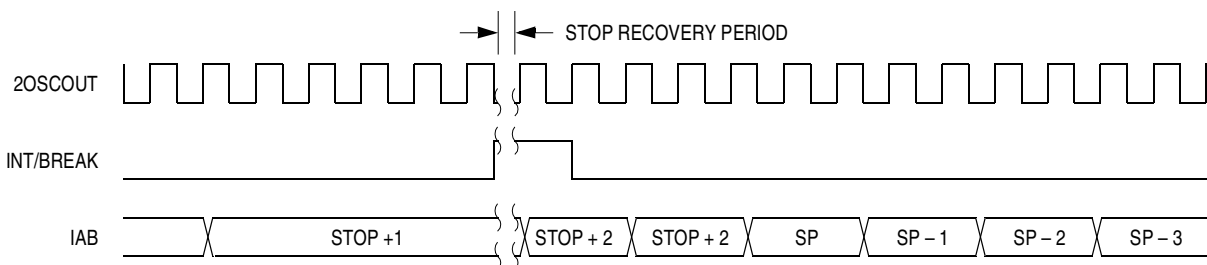 STOP RECOVERY PERIOD
2OSCOUT
INT/BREAK
IAB STOP +1 STOP + 2 STOP + 2 SP SP – 1 SP – 2 SP – 3